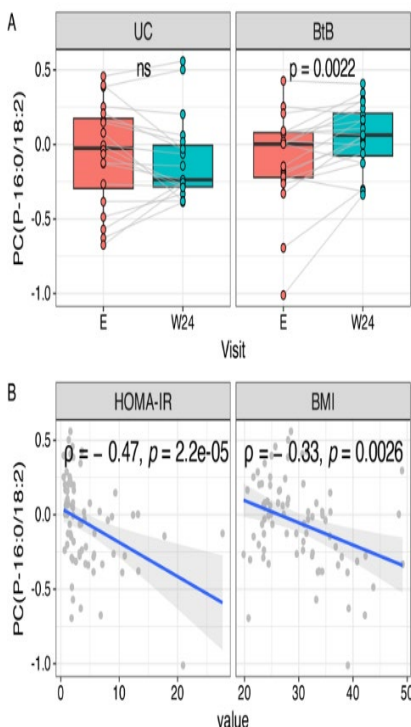 A
UC
BtB
ns
p = 0.0022
PC(P-16:0/18:2)
0.5
0.0
-0.5
-1.0
E
W24
E
W24
Visit
B
HOMA-IR
BMI
ρ = − 0.47, p = 2.2e-05
ρ = − 0.33, p = 0.0026
PC(P-16:0/18:2)
0.5
0.0
-0.5
-1.0
0
10
20
20
30
40
50
value